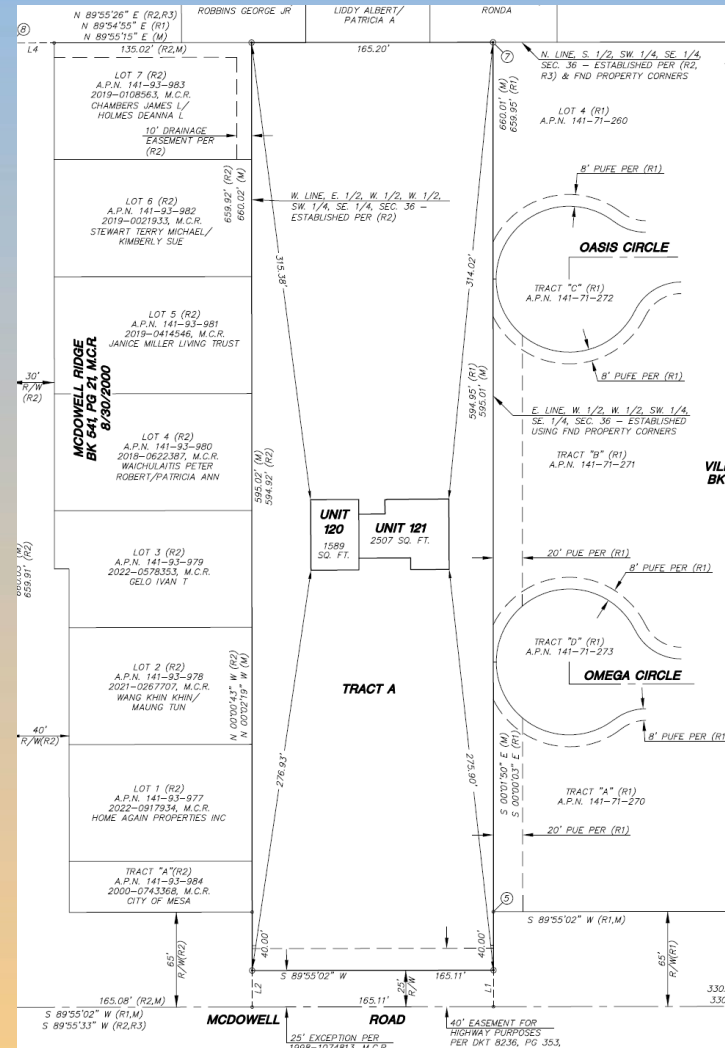 N 89°55'26" E (R2,R3)
N 89°54'55" E (R1)
N 89°55'15" E (M)
8
L4
135.02' (R2,M)
ROBBINS GEORGE JR
LIDDY ALBERT/
PATRICIA A
RONDA
165.20'
7
N. LINE, S. 1/2, SW. 1/4, SE. 1/4,
SEC. 36 – ESTABLISHED PER (R2,
R3) & FND PROPERTY CORNERS
LOT 7 (R2)
A.P.N. 141-93-983
2019-0108563, M.C.R.
CHAMBERS JAMES L/
HOLMES DEANNA L
10' DRAINAGE
EASEMENT PER
(R2)
660.01' (M)
659.95' (R1)
LOT 4 (R1)
A.P.N. 141-71-260
8' PUFE PER (R1)
LOT 6 (R2)
A.P.N. 141-93-982
2019-0021933, M.C.R.
STEWART TERRY MICHAEL/
KIMBERLY SUE
659.92' (R2)
660.02' (M)
W. LINE, E. 1/2, W. 1/2, W. 1/2,
SW. 1/4, SE. 1/4, SEC. 36 –
ESTABLISHED PER (R2)
OASIS CIRCLE
315.38'
314.02'
TRACT "C" (R1)
A.P.N. 141-71-272
LOT 5 (R2)
A.P.N. 141-93-981
2019-0414546, M.C.R.
JANICE MILLER LIVING TRUST
MCDOWELL RIDGE
BK 541, PG 21, M.C.R.
8/30/2000
30'
R/W
(R2)
8' PUFE PER (R1)
594.95' (R1)
595.01' (M)
E. LINE, W. 1/2, W. 1/2, SW. 1/4,
SE. 1/4, SEC. 36 – ESTABLISHED
USING FND PROPERTY CORNERS
LOT 4 (R2)
A.P.N. 141-93-980
2018-0622387, M.C.R.
WAICHULAITIS PETER
ROBERT/PATRICIA ANN
595.02' (M)
594.92' (R2)
TRACT "B" (R1)
A.P.N. 141-71-271
VIL
BK
UNIT
120
1589
SQ. FT.
UNIT 121
2507 SQ. FT.
LOT 3 (R2)
A.P.N. 141-93-979
2022-0578353, M.C.R.
GELO IVAN T
659.91' (R2)
20' PUE PER (R1)
8' PUFE PER (R1)
LOT 2 (R2)
A.P.N. 141-93-978
2021-0267707, M.C.R.
WANG KHIN KHIN/
MAUNG TUN
N 00°00'43" W (R2)
N 00°02'19" W (M)
TRACT "D" (R1)
A.P.N. 141-71-273
OMEGA CIRCLE
TRACT A
40'
R/W(R2)
8' PUFE PER (R1)
276.93'
275.90'
S 00°01'50" E (M)
S 00°00'03" E (R1)
LOT 1 (R2)
A.P.N. 141-93-977
2022-0917934, M.C.R.
HOME AGAIN PROPERTIES INC
TRACT "A" (R1)
A.P.N. 141-71-270
20' PUE PER (R1)
TRACT "A"(R2)
A.P.N. 141-93-984
2000-0743368, M.C.R.
CITY OF MESA
5
S 89°55'02" W (R1,M)
65'
R/W(R2)
40.00'
40.00'
65'
R/W(R1)
S 89°55'02" W
25'
R/W
165.11'
L2
L1
165.08' (R2,M)
165.11'
330.
330
S 89°55'02" W (R1,M)
S 89°55'33" W (R2,R3)
MCDOWELL ROAD
25' EXCEPTION PER
1998-1074813, M.C.R.
40' EASEMENT FOR
HIGHWAY PURPOSES
PER DKT 8236, PG 353,